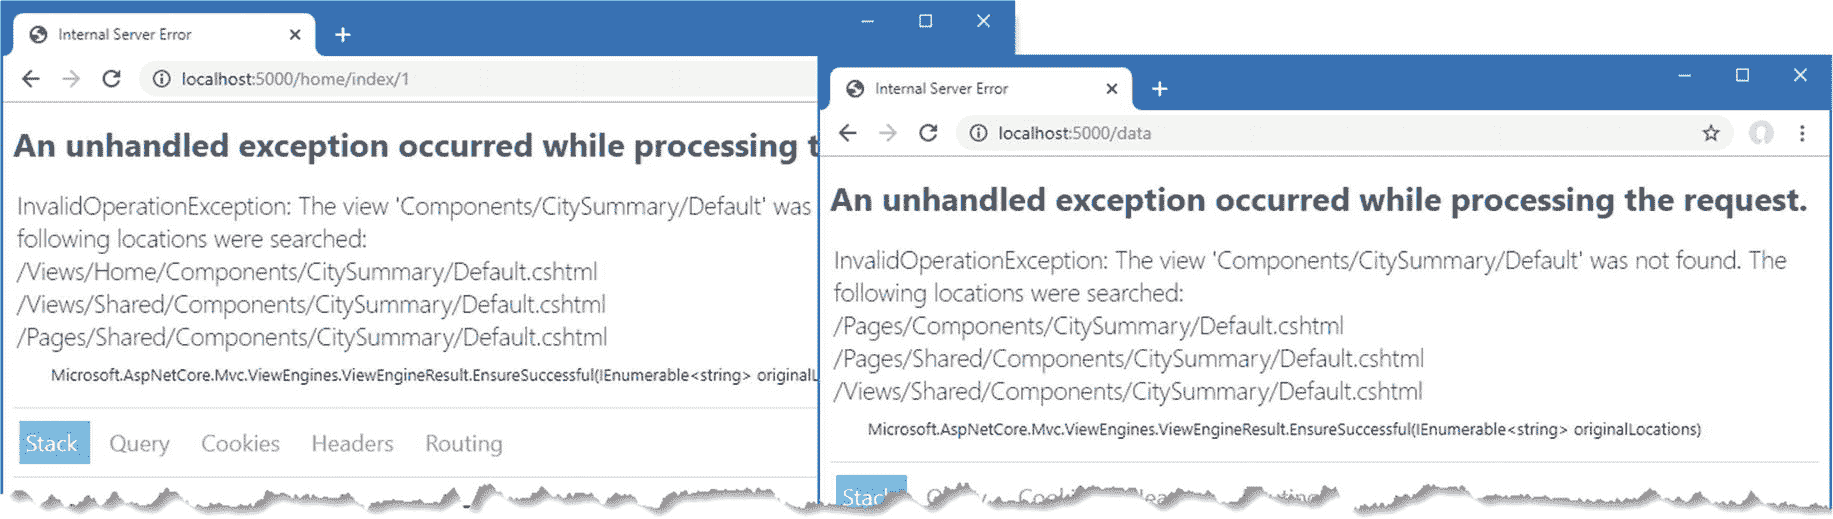 Internal Server Error
localhost:5000/home/index/1
An unhandled exception occurred while processing
InvalidOperationException: The view 'Components/CitySummary/Default' was
following locations were searched:
/Views/Home/Components/CitySummary/Default.cshtml
/Views/Shared/Components/CitySummary/Default.cshtml
/Pages/Shared/Components/CitySummary/Default.cshtml
Microsoft.AspNetCore.Mvc.ViewEngines.ViewEngineResult.EnsureSuccessful(IEnumerable<string> originalL
Stack Query Cookies Headers Routing
Internal Server Error
localhost:5000/data
An unhandled exception occurred while processing the request.
InvalidOperationException: The view 'Components/CitySummary/Default' was not found. The
following locations were searched:
/Pages/Components/CitySummary/Default.cshtml
/Pages/Shared/Components/CitySummary/Default.cshtml
/Views/Shared/Components/CitySummary/Default.cshtml
Microsoft.AspNetCore.Mvc.ViewEngines.ViewEngineResult.EnsureSuccessful(IEnumerable<string> originalLocations)